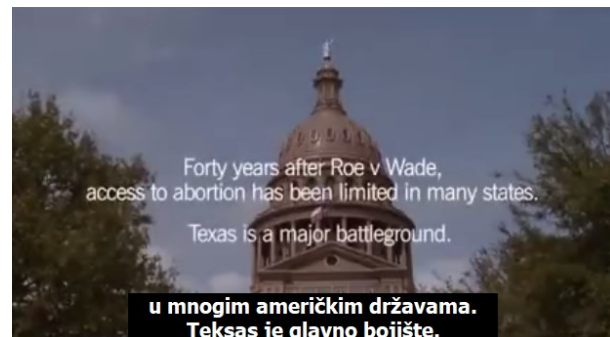 Forty years after Roe v Wade,
access to abortion has been limited in many states.
Texas is a major battleground.
u mnogim američkim državama.
Teksas je glavno bojište.